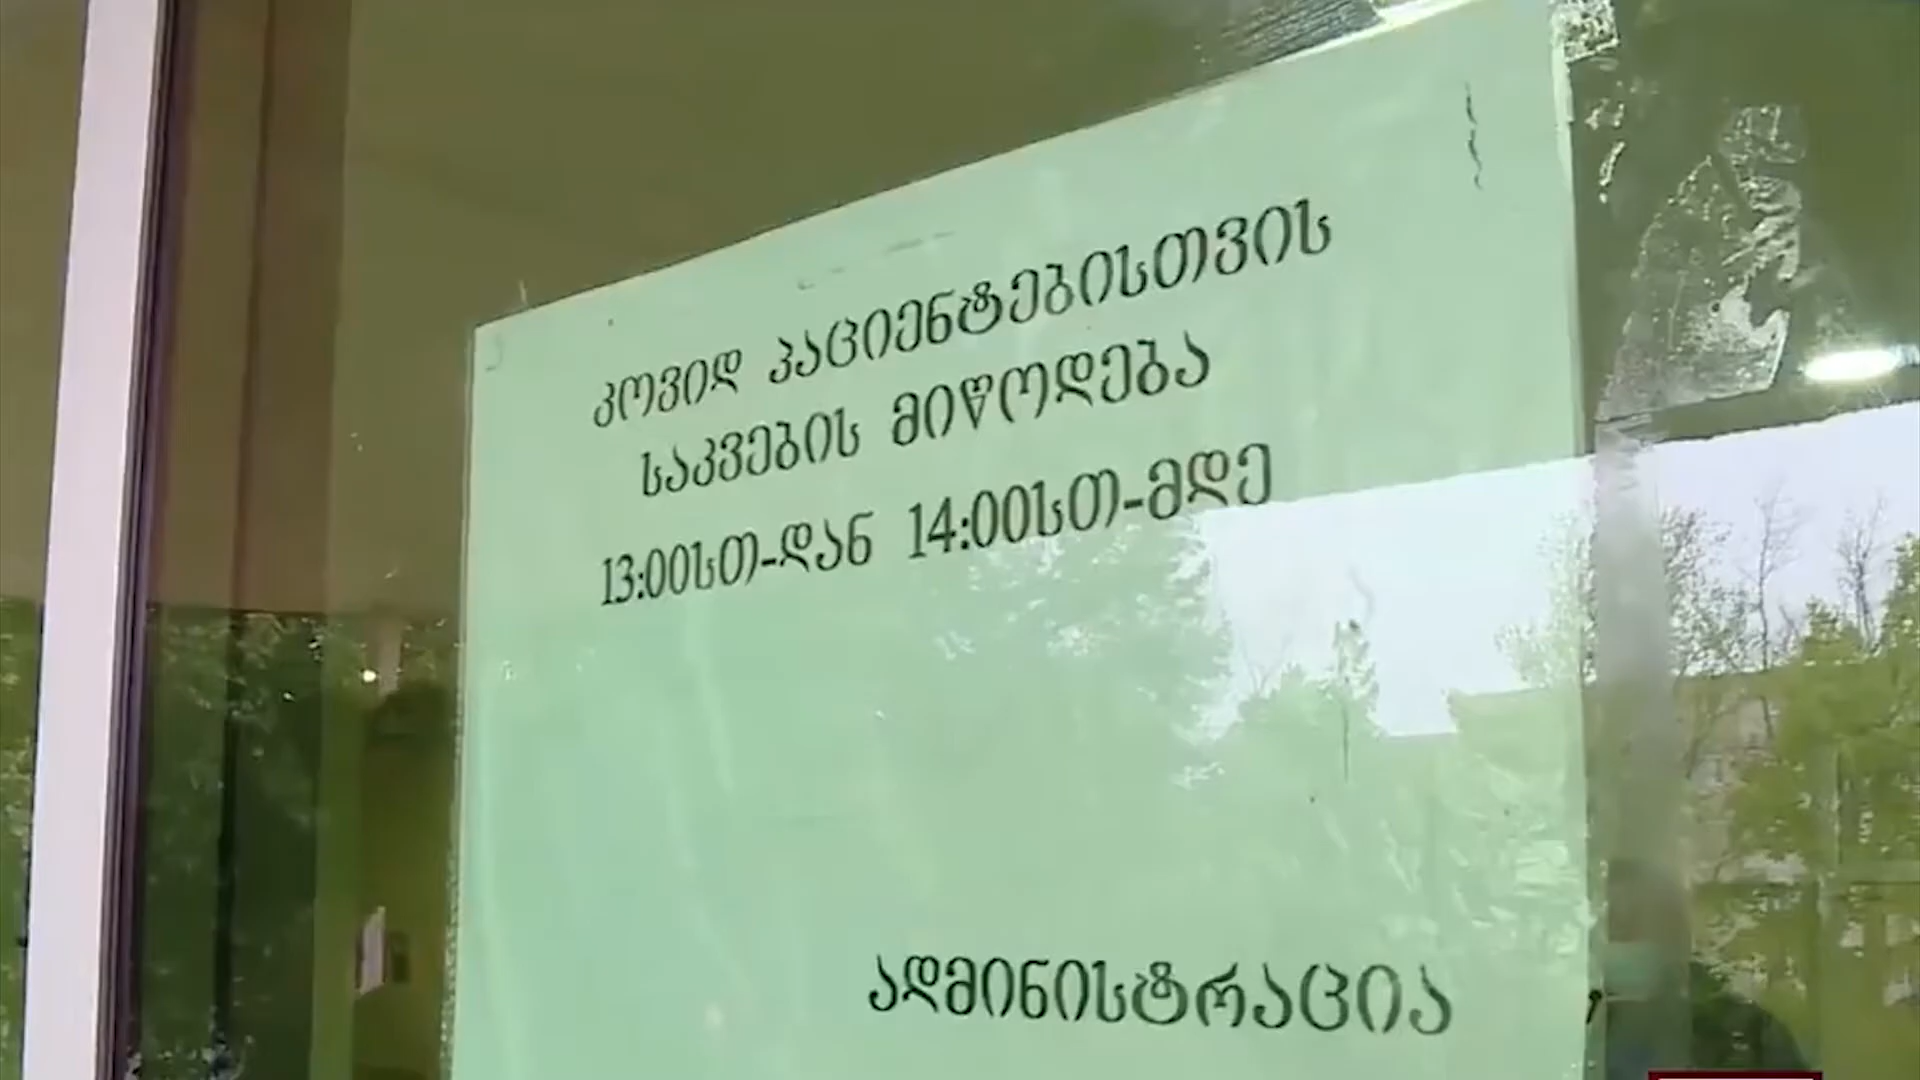 კოვიდ პაციენტებისთვის
საკვების მიწოდება
13:00სთ-დან 14:00სთ-მდე
ადმინისტრაცია